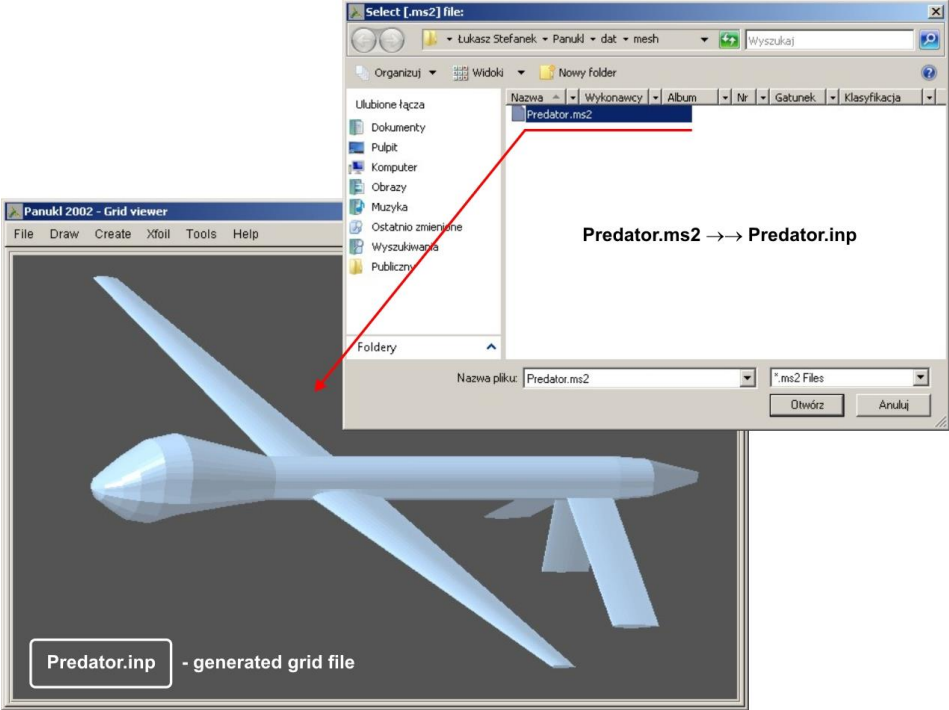 Select [.ms2] file:
Łukasz Stefanek Panukl dat mesh
Wyszukaj
Organizuj Widoki Nowy folder
Ulubione łącza
Dokumenty
Pulpit
Komputer
Obrazy
Muzyka
Ostatnio zmienione
Wyszukiwania
Publiczny
Foldery
Nazwa Wykonawcy Album Nr Gatunek Klasyfikacja
Predator.ms2
Predator.ms2 →→ Predator.inp
Nazwa pliku: Predator.ms2 *.ms2 Files
Otwórz Anuluj
Panukl 2002 - Grid viewer
File Draw Create Xfoil Tools Help
Predator.inp - generated grid file